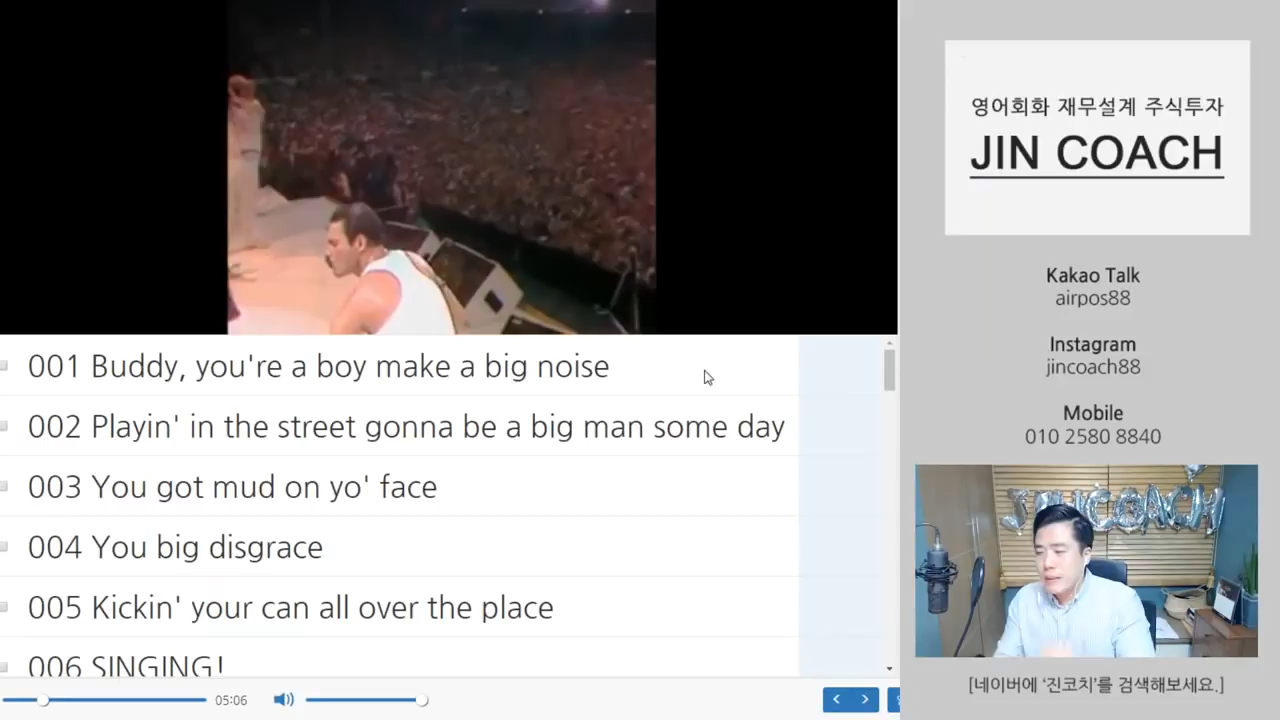 001 Buddy, you're a boy make a big noise
002 Playin' in the street gonna be a big man some day
003 You got mud on yo' face
004 You big disgrace
005 Kickin' your can all over the place
006 SINGING!
05:06
영어회화 재무설계 주식투자
JIN COACH
Kakao Talk
airpos88
Instagram
jincoach88
Mobile
010 2580 8840
JINCOACH
[네이버에 '진코치'를 검색해보세요.]